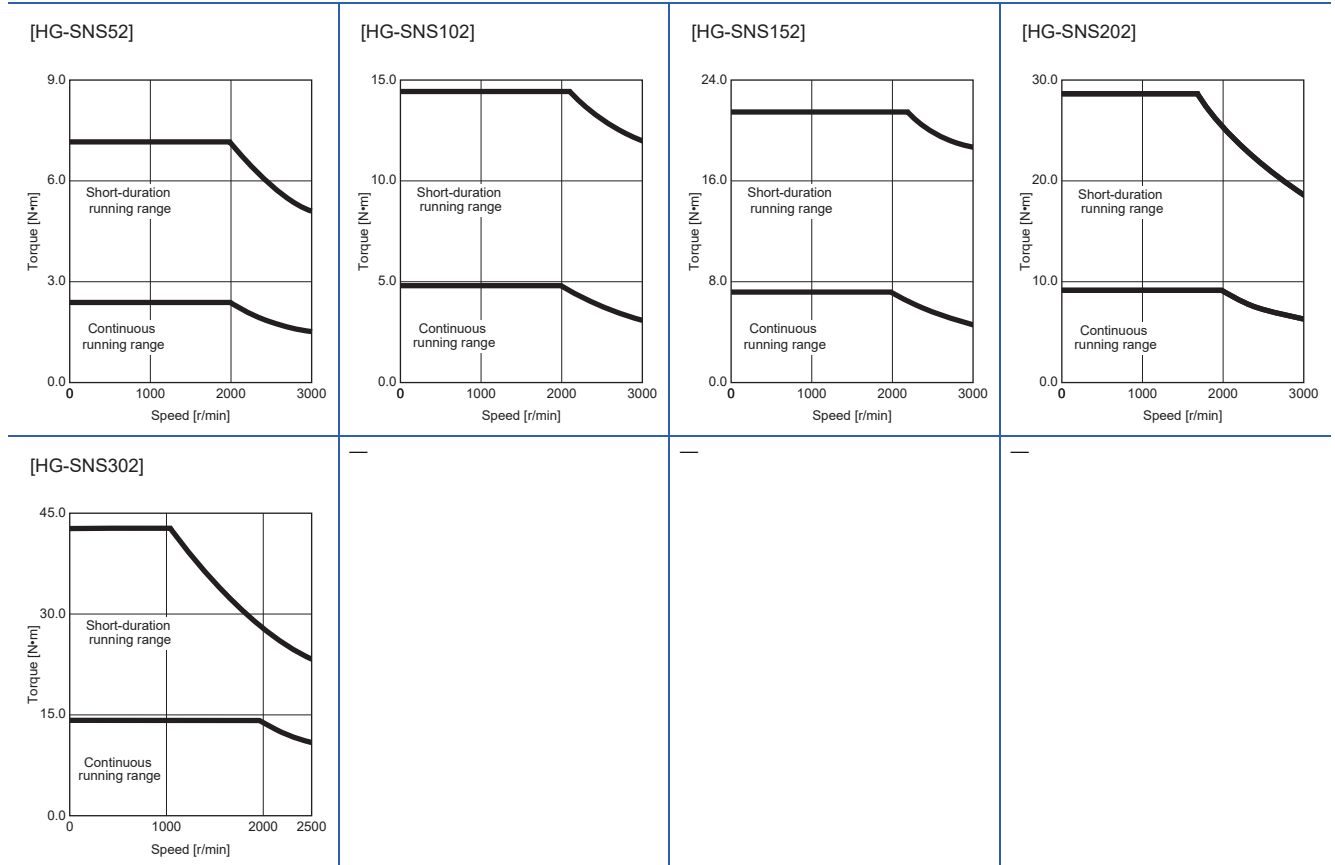 [HG-SNS52]
9.0
6.0
3.0
0.0
Torque [N•m]
Short-duration
running range
Continuous
running range
0 1000 2000 3000
Speed [r/min]
[HG-SNS102]
15.0
10.0
5.0
0.0
Torque [N•m]
Short-duration
running range
Continuous
running range
0 1000 2000 3000
Speed [r/min]
[HG-SNS152]
24.0
16.0
8.0
0.0
Torque [N•m]
Short-duration
running range
Continuous
running range
0 1000 2000 3000
Speed [r/min]
[HG-SNS202]
30.0
20.0
10.0
0.0
Torque [N•m]
Short-duration
running range
Continuous
running range
0 1000 2000 3000
Speed [r/min]
[HG-SNS302]
45.0
30.0
15.0
0.0
Torque [N•m]
Short-duration
running range
Continuous
running range
0 1000 2000 2500
Speed [r/min]
—
—
—